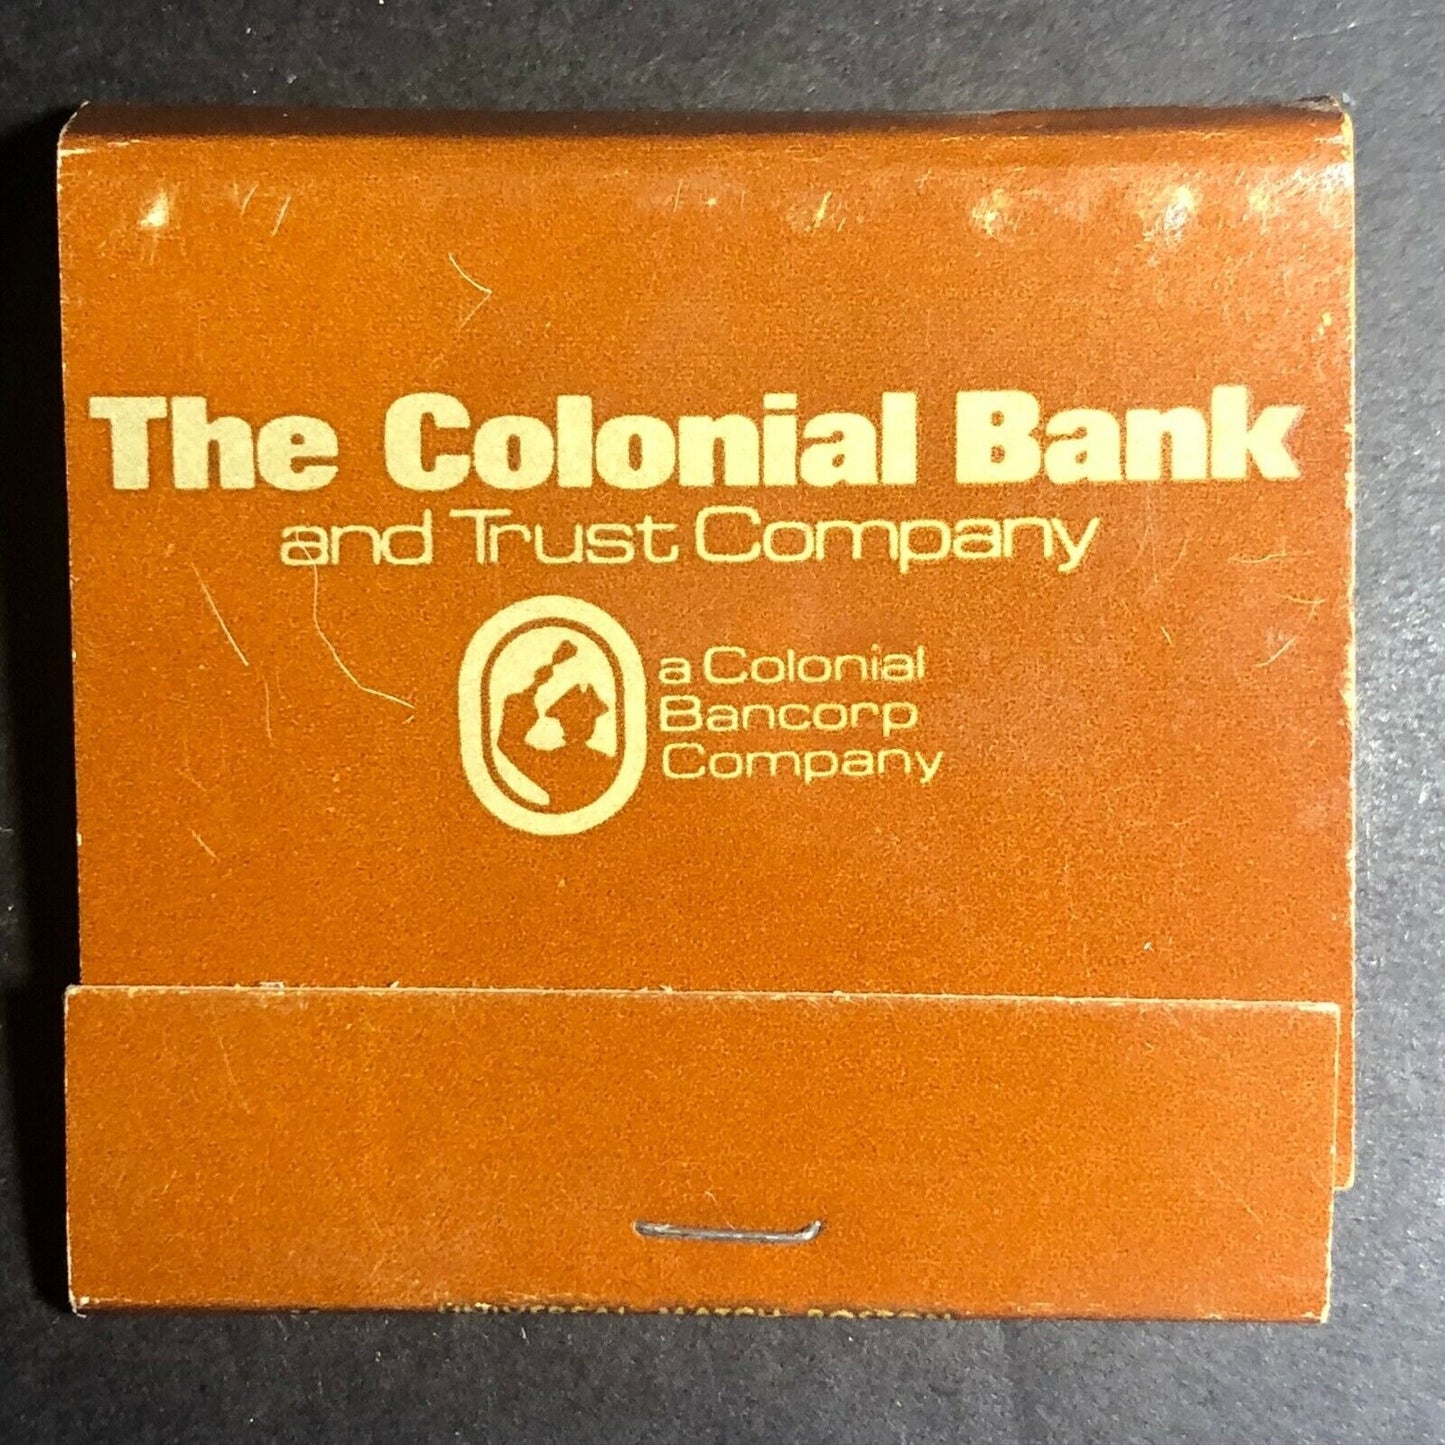 The Colonial Bank
and Trust Company
a Colonial
Bancorp
Company